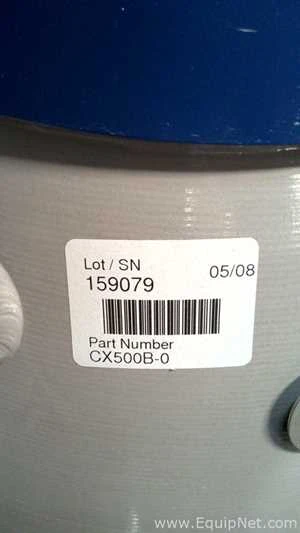 Lot / SN 05/08
159079
Part Number
CX500B-0
www.EquipNet.com